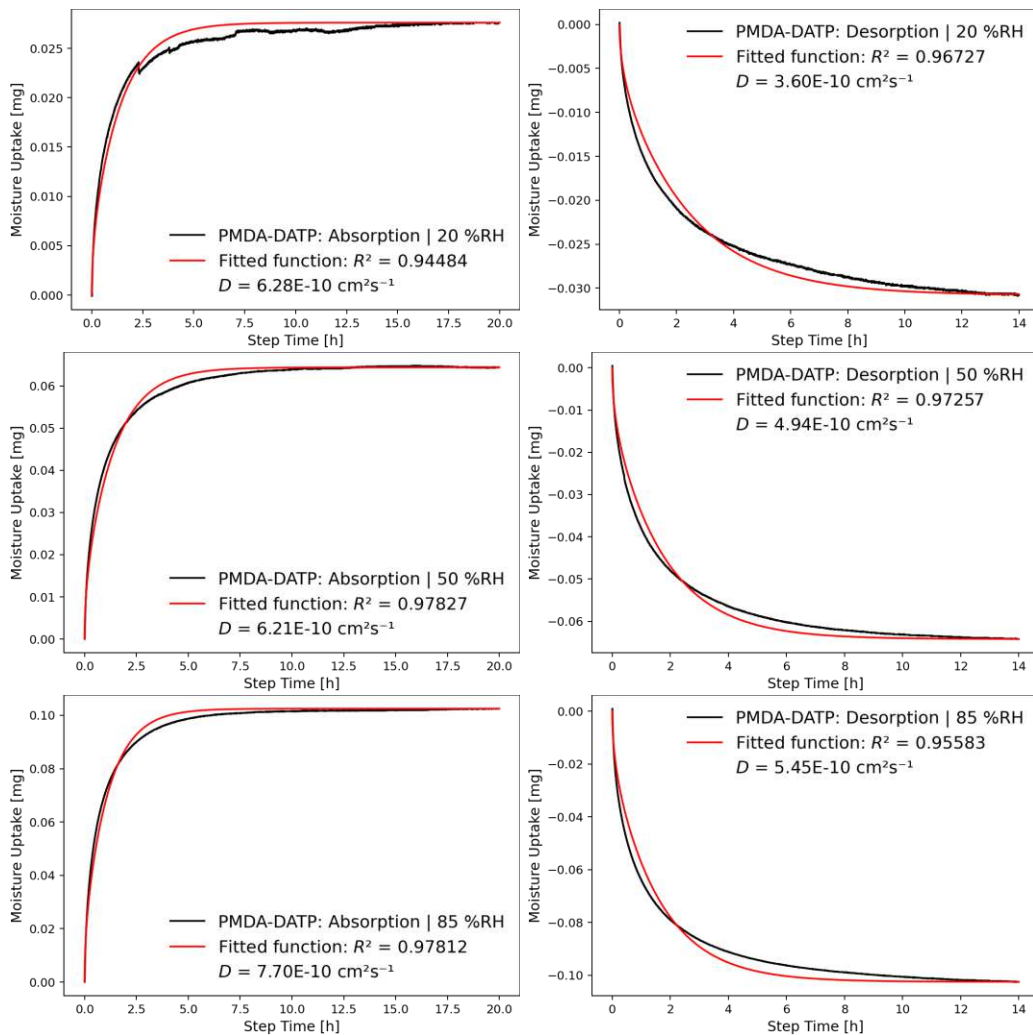 Moisture Uptake [mg]
0.025
0.020
0.015
0.010
0.005
0.000
PMDA-DATP: Absorption | 20 %RH
Fitted function: R² = 0.94484
D = 6.28E-10 cm²s⁻¹
0.0 2.5 5.0 7.5 10.0 12.5 15.0 17.5 20.0
Step Time [h]
Moisture Uptake [mg]
0.000
−0.005
−0.010
−0.015
−0.020
−0.025
−0.030
PMDA-DATP: Desorption | 20 %RH
Fitted function: R² = 0.96727
D = 3.60E-10 cm²s⁻¹
0 2 4 6 8 10 12 14
Step Time [h]
Moisture Uptake [mg]
0.06
0.05
0.04
0.03
0.02
0.01
0.00
PMDA-DATP: Absorption | 50 %RH
Fitted function: R² = 0.97827
D = 6.21E-10 cm²s⁻¹
0.0 2.5 5.0 7.5 10.0 12.5 15.0 17.5 20.0
Step Time [h]
Moisture Uptake [mg]
0.00
−0.01
−0.02
−0.03
−0.04
−0.05
−0.06
PMDA-DATP: Desorption | 50 %RH
Fitted function: R² = 0.97257
D = 4.94E-10 cm²s⁻¹
0 2 4 6 8 10 12 14
Step Time [h]
Moisture Uptake [mg]
0.10
0.08
0.06
0.04
0.02
0.00
PMDA-DATP: Absorption | 85 %RH
Fitted function: R² = 0.97812
D = 7.70E-10 cm²s⁻¹
0.0 2.5 5.0 7.5 10.0 12.5 15.0 17.5 20.0
Step Time [h]
Moisture Uptake [mg]
0.00
−0.02
−0.04
−0.06
−0.08
−0.10
PMDA-DATP: Desorption | 85 %RH
Fitted function: R² = 0.95583
D = 5.45E-10 cm²s⁻¹
0 2 4 6 8 10 12 14
Step Time [h]